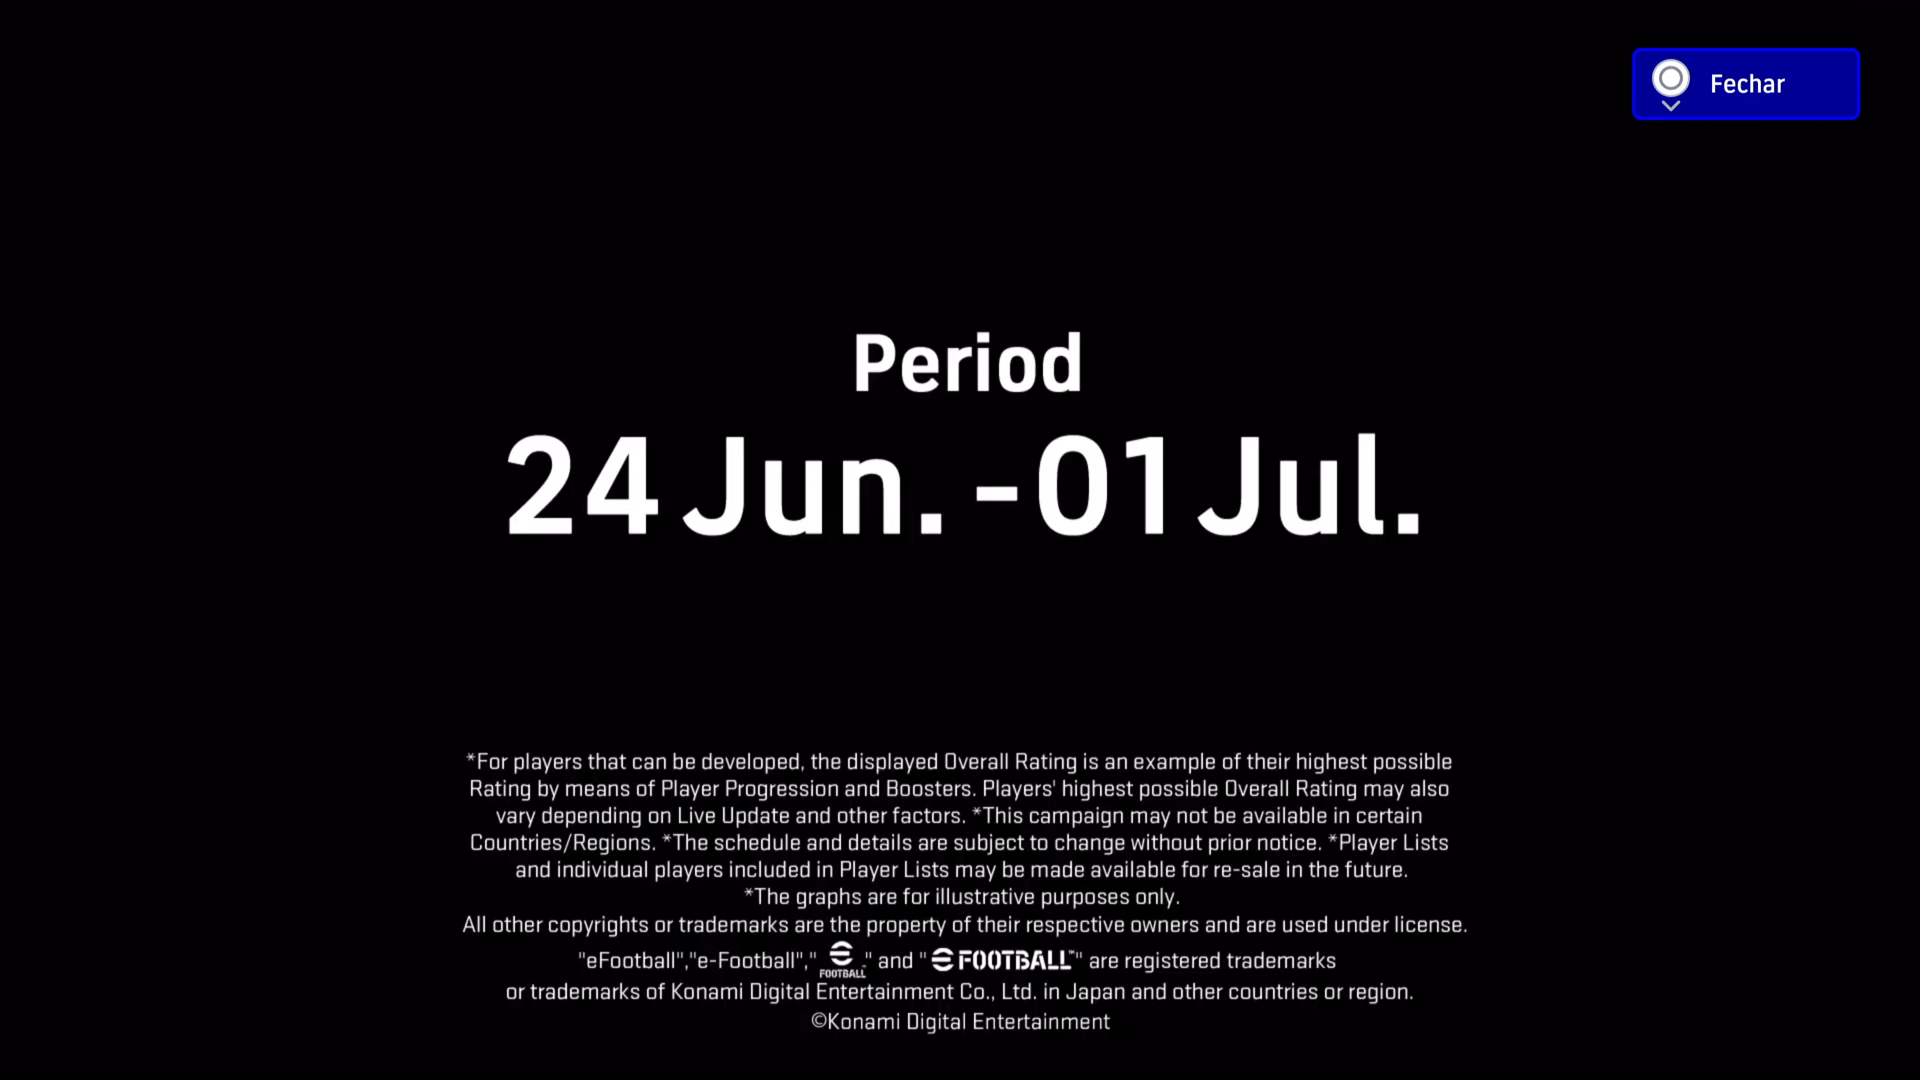 Fechar
Period
24 Jun. - 01 Jul.
*For players that can be developed, the displayed Overall Rating is an example of their highest possible
Rating by means of Player Progression and Boosters. Players' highest possible Overall Rating may also
vary depending on Live Update and other factors. *This campaign may not be available in certain
Countries/Regions. *The schedule and details are subject to change without prior notice. *Player Lists
and individual players included in Player Lists may be made available for re-sale in the future.
*The graphs are for illustrative purposes only.
All other copyrights or trademarks are the property of their respective owners and are used under license.
"eFootball","e-Football","e FOOTBALL™" and "eFOOTBALL™" are registered trademarks
or trademarks of Konami Digital Entertainment Co., Ltd. in Japan and other countries or region.
©Konami Digital Entertainment